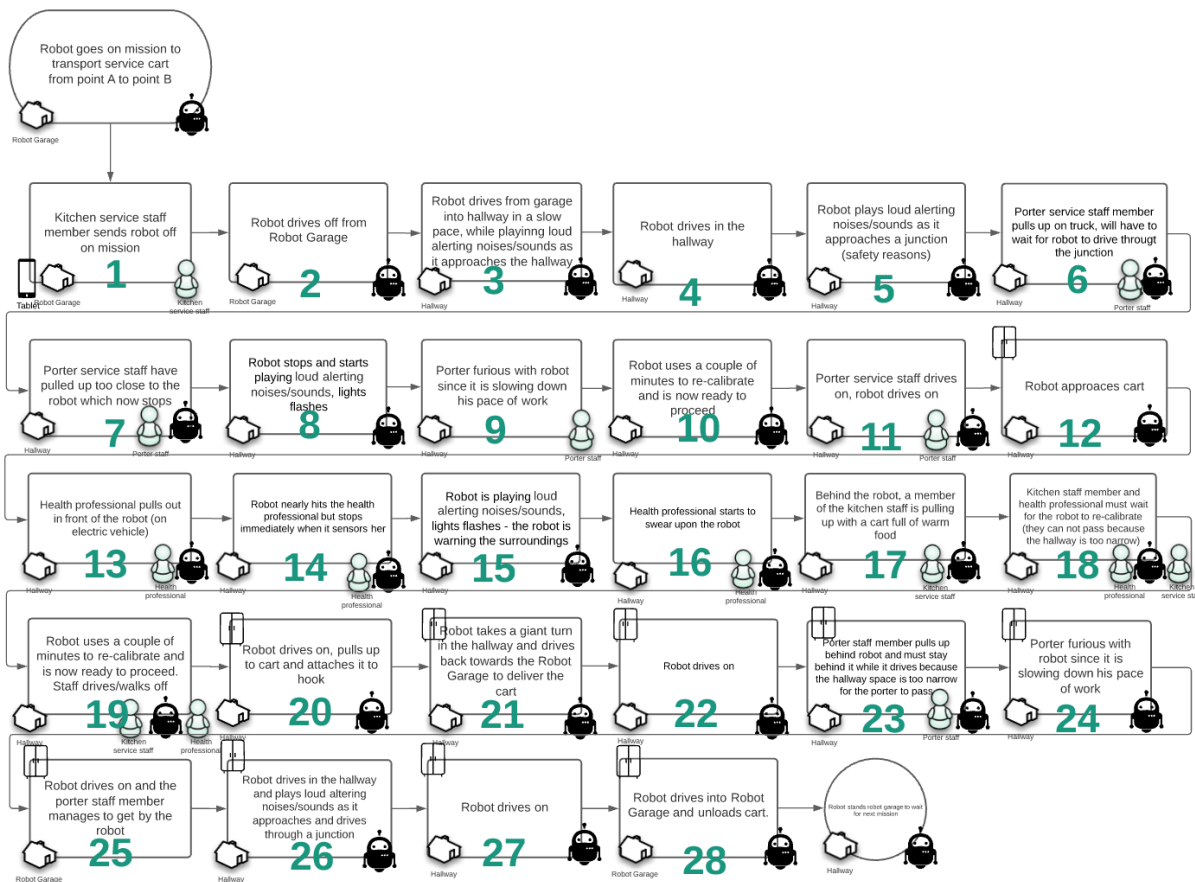 Robot goes on mission to
transport service cart
from point A to point B
Robot Garage
Kitchen service staff
member sends robot off
on mission
1
Tablet
Robot Garage
Kitchen
service staff
Robot drives off from
Robot Garage
2
Robot Garage
Robot drives from garage
into hallway in a slow
pace, while playinng loud
alerting noises/sounds as
it approaches the hallway
3
Hallway
Robot drives in the
hallway
4
Hallway
Robot plays loud alerting
noises/sounds as it
approaches a junction
(safety reasons)
5
Hallway
Porter service staff member
pulls up on truck, will have to
wait for robot to drive througt
the junction
6
Hallway
Porter staff
Porter service staff have
pulled up too close to the
robot which now stops
7
Hallway
Porter staff
Robot stops and starts
playing loud alerting
noises/sounds, lights
flashes
8
Hallway
Porter furious with robot
since it is slowing down
his pace of work
9
Hallway
Porter staff
Robot uses a couple of
minutes to re-calibrate
and is now ready to
proceed
10
Hallway
Porter service staff drives
on, robot drives on
11
Hallway
Porter staff
Robot approaces cart
12
Hallway
Health professional pulls out
in front of the robot (on
electric vehicle)
13
Hallway
Health
professional
Robot nearly hits the health
professional but stops
immediately when it sensors her
14
Hallway
Health
professional
Robot is playing loud
alerting noises/sounds,
lights flashes - the robot is
warning the surroundings
15
Hallway
Health professional starts to
swear upon the robot
16
Hallway
Health
professional
Behind the robot, a member
of the kitchen staff is pulling
up with a cart full of warm
food
17
Hallway
Kitchen
service staff
Kitchen staff member and
health professional must wait
for the robot to re-calibrate
(they can not pass because
the hallway is too narrow)
18
Hallway
Health
professional
Kitchen
service staff
Robot uses a couple of
minutes to re-calibrate and
is now ready to proceed.
Staff drives/walks off
19
Hallway
Kitchen
service staff
Health
professional
Robot drives on, pulls up
to cart and attaches it to
hook
20
Hallway
Robot takes a giant turn
in the hallway and drives
back towards the Robot
Garage to deliver the
cart
21
Hallway
Robot drives on
22
Hallway
Porter staff member pulls up
behind robot and must stay
behind it while it drives because
the hallway space is too narrow
for the porter to pass
23
Hallway
Porter staff
Porter furious with
robot since it is
slowing down his pace
of work
24
Hallway
Robot drives on and the
porter staff member
manages to get by the
robot
25
Robot Garage
Robot drives in the hallway
and plays loud altering
noises/sounds as it
approaches and drives
through a junction
26
Hallway
Robot drives on
27
Hallway
Robot drives into Robot
Garage and unloads cart.
28
Robot Garage
Robot stands robot garage to wait
for next mission
Hallway